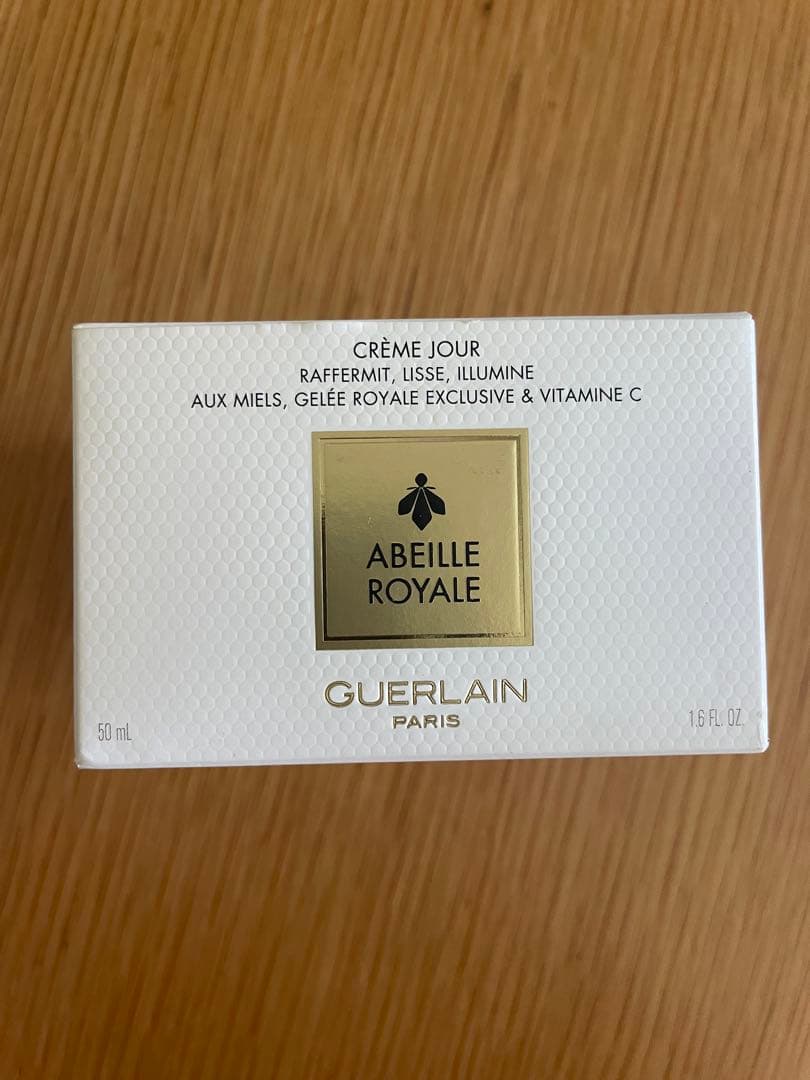 CRÈME JOUR
RAFFERMIT, LISSE, ILLUMINE
AUX MIELS, GELÉE ROYALE EXCLUSIVE & VITAMINE C
ABEILLE
ROYALE
GUERLAIN
PARIS
50 mL
1.6 FL. OZ.